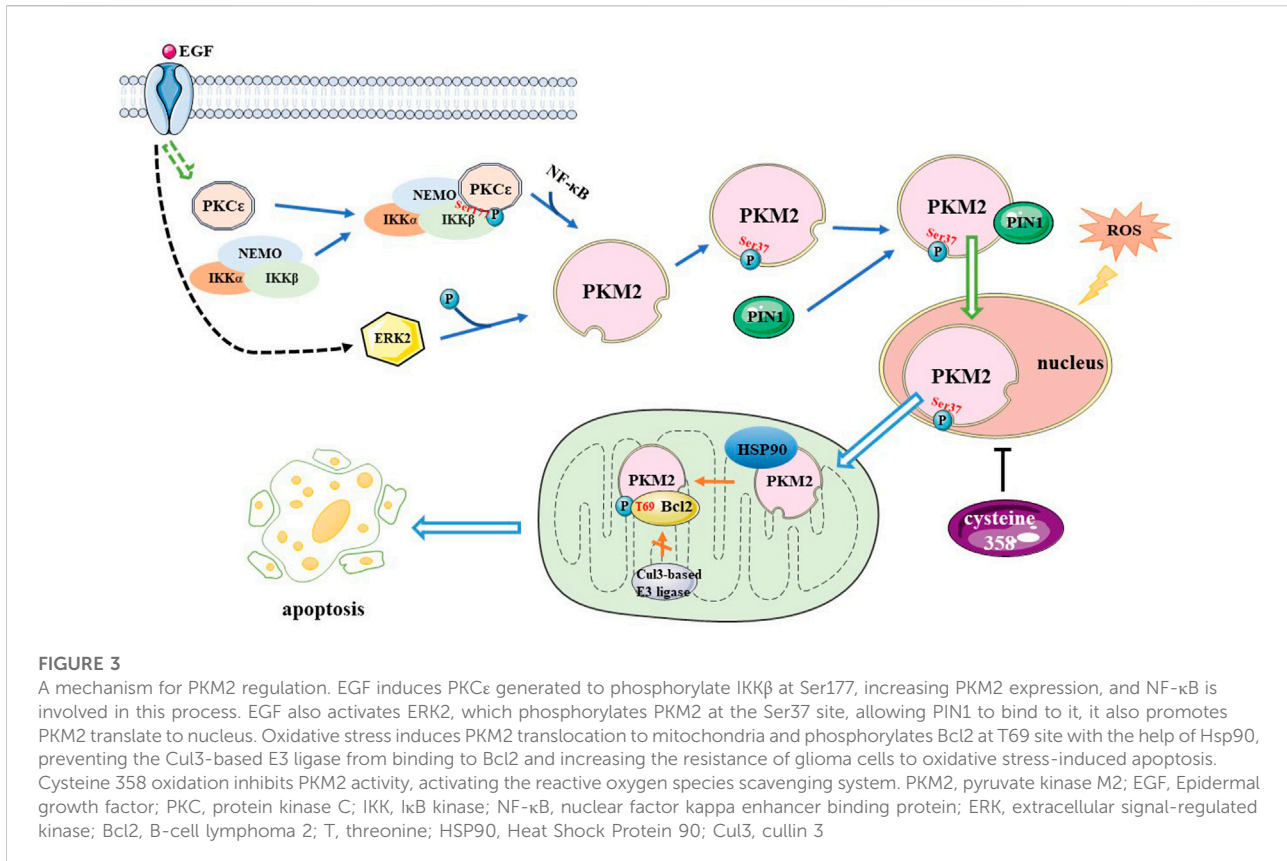 EGF
PKCε
NEMO
IKKα
IKKβ
NEMO
PKCε
IKKα
IKKβ
Ser177
P
NF-κB
ERK2
P
PKM2
PKM2
Ser37
P
PIN1
PKM2
Ser37
P
PIN1
ROS
nucleus
PKM2
Ser37
P
cysteine
358
HSP90
PKM2
PKM2
P
T69
Bcl2
Cul3-based
E3 ligase
apoptosis
FIGURE 3
A mechanism for PKM2 regulation. EGF induces PKCε generated to phosphorylate IKKβ at Ser177, increasing PKM2 expression, and NF-κB is
involved in this process. EGF also activates ERK2, which phosphorylates PKM2 at the Ser37 site, allowing PIN1 to bind to it, it also promotes
PKM2 translate to nucleus. Oxidative stress induces PKM2 translocation to mitochondria and phosphorylates Bcl2 at T69 site with the help of Hsp90,
preventing the Cul3-based E3 ligase from binding to Bcl2 and increasing the resistance of glioma cells to oxidative stress-induced apoptosis.
Cysteine 358 oxidation inhibits PKM2 activity, activating the reactive oxygen species scavenging system. PKM2, pyruvate kinase M2; EGF, Epidermal
growth factor; PKC, protein kinase C; IKK, IκB kinase; NF-κB, nuclear factor kappa enhancer binding protein; ERK, extracellular signal-regulated
kinase; Bcl2, B-cell lymphoma 2; T, threonine; HSP90, Heat Shock Protein 90; Cul3, cullin 3